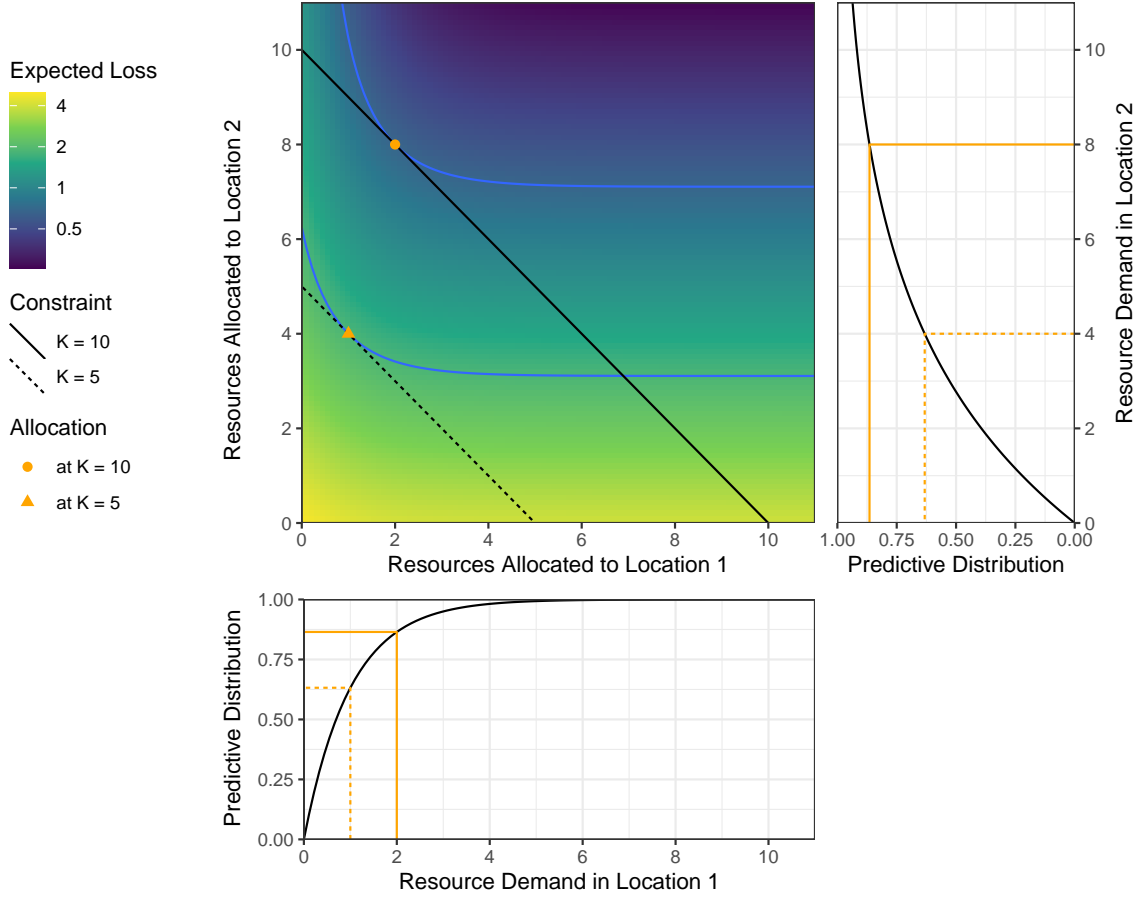 Expected Loss
4
2
1
0.5
Constraint
K = 10
K = 5
Allocation
at K = 10
at K = 5
Resources Allocated to Location 2
10
8
6
4
2
0
0 2 4 6 8 10
Resources Allocated to Location 1
10
8
6
4
2
0
Resource Demand in Location 2
1.00 0.75 0.50 0.25 0.00
Predictive Distribution
Predictive Distribution
1.00
0.75
0.50
0.25
0.00
0 2 4 6 8 10
Resource Demand in Location 1